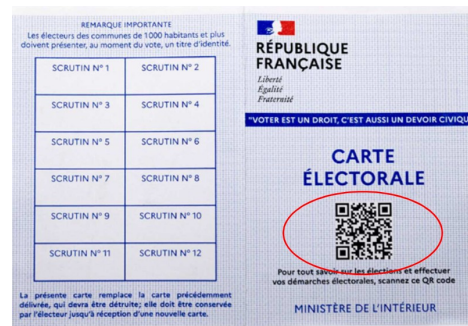 REMARQUE IMPORTANTE
Les électeurs des communes de 1000 habitants et plus
doivent présenter, au moment du vote, un titre d'identité.
SCRUTIN N° 1
SCRUTIN N° 2
SCRUTIN N° 3
SCRUTIN N° 4
SCRUTIN N° 5
SCRUTIN N° 6
SCRUTIN N° 7
SCRUTIN N° 8
SCRUTIN N° 9
SCRUTIN N° 10
SCRUTIN N° 11
SCRUTIN N° 12
La présente carte remplace la carte précédemment
délivrée, qui devra être détruite; elle doit être conservée
par l'électeur jusqu'à réception d'une nouvelle carte.
RÉPUBLIQUE
FRANÇAISE
Liberté
Égalité
Fraternité
"VOTER EST UN DROIT, C'EST AUSSI UN DEVOIR CIVIQU
CARTE
ÉLECTORALE
Pour tout savoir sur les élections et effectuer
vos démarches électorales, scannez ce QR code
MINISTÈRE DE L'INTÉRIEUR